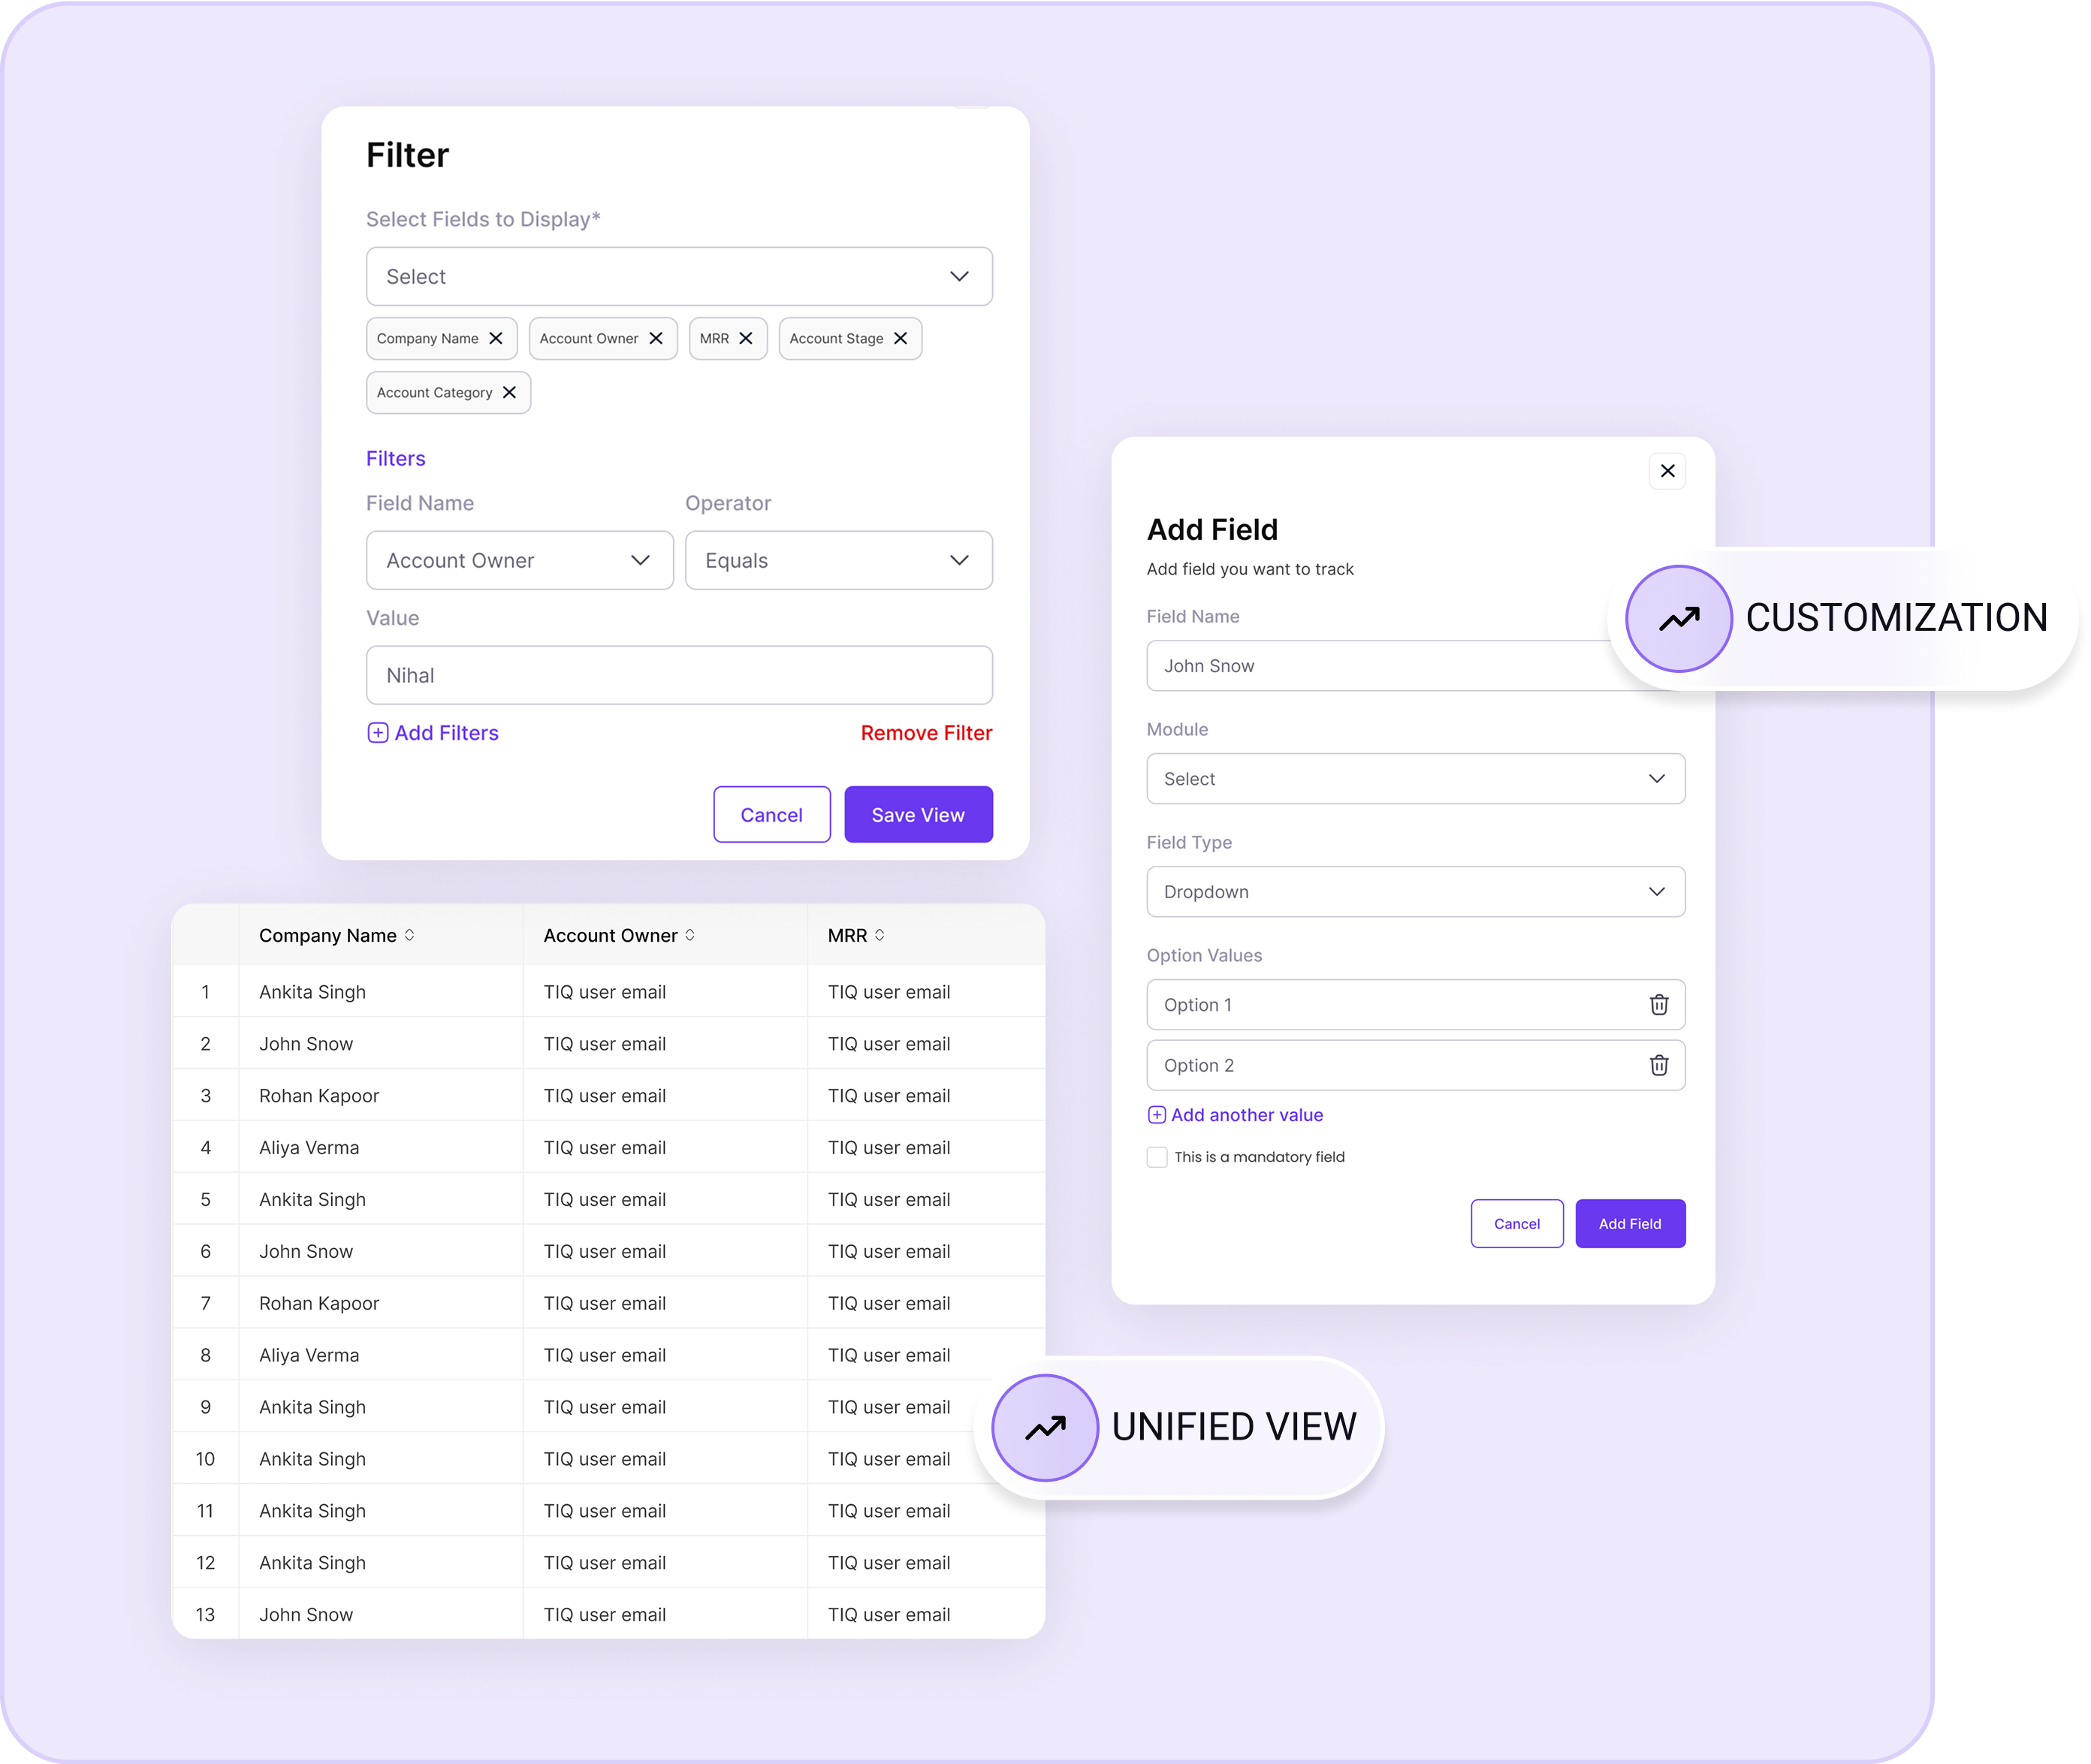 Filter
Select Fields to Display*
Select
Company Name Account Owner MRR Account Stage
Account Category
Filters
Field Name Operator
Account Owner Equals
Value
Nihal
Add Filters Remove Filter
Cancel Save View
Add Field
Add field you want to track
Field Name
John Snow
CUSTOMIZATION
Module
Select
Field Type
Dropdown
Option Values
Option 1
Option 2
Add another value
This is a mandatory field
Cancel Add Field
Company Name Account Owner MRR
1 Ankita Singh TIQ user email TIQ user email
2 John Snow TIQ user email TIQ user email
3 Rohan Kapoor TIQ user email TIQ user email
4 Aliya Verma TIQ user email TIQ user email
5 Ankita Singh TIQ user email TIQ user email
6 John Snow TIQ user email TIQ user email
7 Rohan Kapoor TIQ user email TIQ user email
8 Aliya Verma TIQ user email TIQ user email
9 Ankita Singh TIQ user email TIQ user email
10 Ankita Singh TIQ user email TIQ user email
11 Ankita Singh TIQ user email TIQ user email
12 Ankita Singh TIQ user email TIQ user email
13 John Snow TIQ user email TIQ user email
UNIFIED VIEW